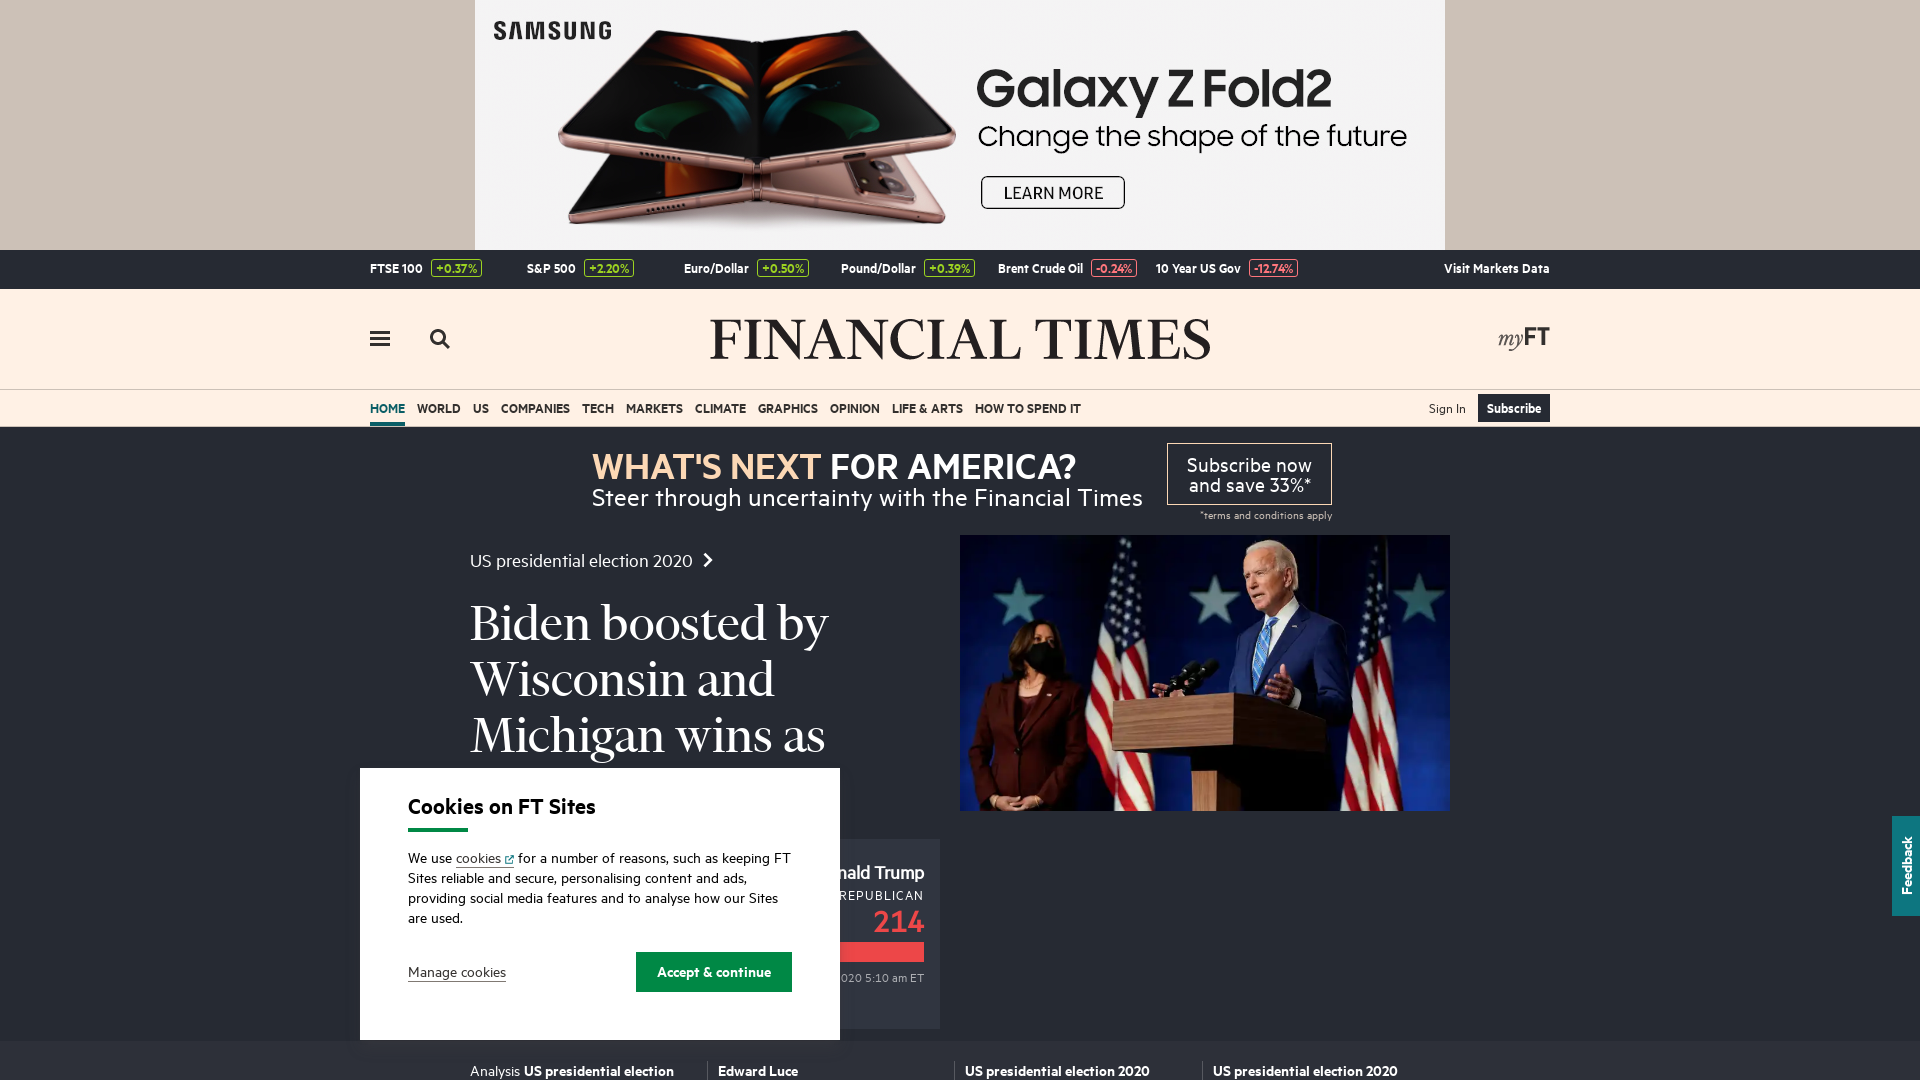 SAMSUNG
Galaxy Z Fold2
Change the shape of the future
LEARN MORE
FTSE 100 +0.37% S&P 500 +2.20% Euro/Dollar +0.50% Pound/Dollar +0.39% Brent Crude Oil -0.24% 10 Year US Gov -12.74% Visit Markets Data
FINANCIAL TIMES
myFT
HOME WORLD US COMPANIES TECH MARKETS CLIMATE GRAPHICS OPINION LIFE & ARTS HOW TO SPEND IT Sign In Subscribe
WHAT'S NEXT FOR AMERICA?
Steer through uncertainty with the Financial Times
Subscribe now
and save 33%*
*terms and conditions apply
US presidential election 2020
Biden boosted by
Wisconsin and
Michigan wins as
Cookies on FT Sites
We use cookies for a number of reasons, such as keeping FT
Sites reliable and secure, personalising content and ads,
providing social media features and to analyse how our Sites
are used.
Manage cookies
Accept & continue
nald Trump
REPUBLICAN
214
020 5:10 am ET
Feedback
Analysis US presidential election
Edward Luce
US presidential election 2020
US presidential election 2020